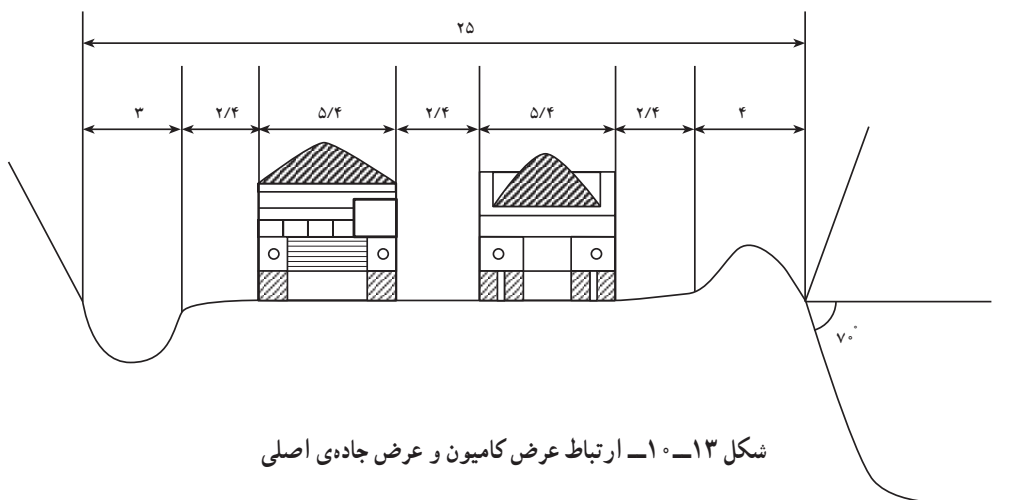 ۲۵
۳ ۲/۴ ۵/۴ ۲/۴ ۵/۴ ۲/۴ ۴
۷۰°
شکل ۱۳ــ۱۰ــ ارتباط عرض کامیون و عرض جاده‌ی اصلی